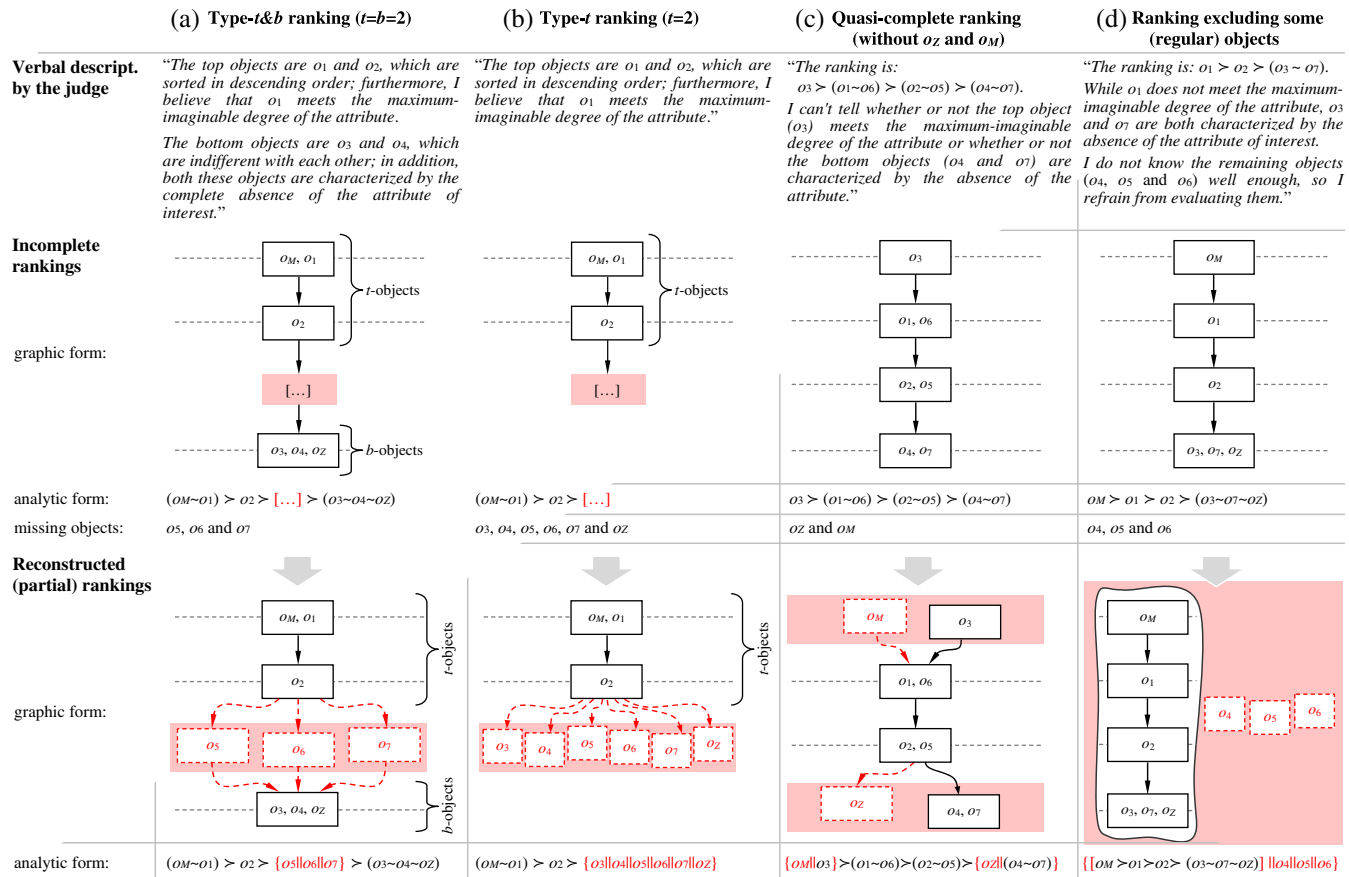 (a) Type-t&b ranking (t=b=2)
(b) Type-t ranking (t=2)
(c) Quasi-complete ranking
(without oZ and oM)
(d) Ranking excluding some
(regular) objects
Verbal descript.
by the judge
“The top objects are o1 and o2, which are
sorted in descending order; furthermore, I
believe that o1 meets the maximum-
imaginable degree of the attribute.
The bottom objects are o3 and o4, which
are indifferent with each other; in addition,
both these objects are characterized by the
complete absence of the attribute of
interest.”
“The top objects are o1 and o2, which are
sorted in descending order; furthermore, I
believe that o1 meets the maximum-
imaginable degree of the attribute.”
“The ranking is:
o3 ≻ (o1~o6) ≻ (o2~o5) ≻ (o4~o7).
I can't tell whether or not the top object
(o3) meets the maximum-imaginable
degree of the attribute or whether or not
the bottom objects (o4 and o7) are
characterized by the absence of the
attribute.”
“The ranking is: o1 ≻ o2 ≻ (o3 ~ o7).
While o1 does not meet the maximum-
imaginable degree of the attribute, o3
and o7 are both characterized by the
absence of the attribute of interest.
I do not know the remaining objects
(o4, o5 and o6) well enough, so I
refrain from evaluating them.”
Incomplete
rankings
graphic form:
oM, o1
o2
[…]
o3, o4, oZ
t-objects
b-objects
oM, o1
o2
[…]
t-objects
o3
o1, o6
o2, o5
o4, o7
oM
o1
o2
o3, o7, oZ
analytic form:
(oM~o1) ≻ o2 ≻ […] ≻ (o3~o4~oZ)
(oM~o1) ≻ o2 ≻ […]
o3 ≻ (o1~o6) ≻ (o2~o5) ≻ (o4~o7)
oM ≻ o1 ≻ o2 ≻ (o3~o7~oZ)
missing objects:
o5, o6 and o7
o3, o4, o5, o6, o7 and oZ
oZ and oM
o4, o5 and o6
Reconstructed
(partial) rankings
graphic form:
oM, o1
o2
o5
o6
o7
o3, o4, oZ
t-objects
b-objects
oM, o1
o2
o3
o4
o5
o6
o7
oZ
t-objects
oM
o3
o1, o6
o2, o5
oZ
o4, o7
oM
o1
o2
o3, o7, oZ
o4
o5
o6
analytic form:
(oM~o1) ≻ o2 ≻ {o5||o6||o7} ≻ (o3~o4~oZ)
(oM~o1) ≻ o2 ≻ {o3||o4||o5||o6||o7||oZ}
{oM||o3}≻(o1~o6)≻(o2~o5)≻{oZ||(o4~o7)}
{[oM≻o1≻o2≻ (o3~o7~oZ)] ||o4||o5||o6}